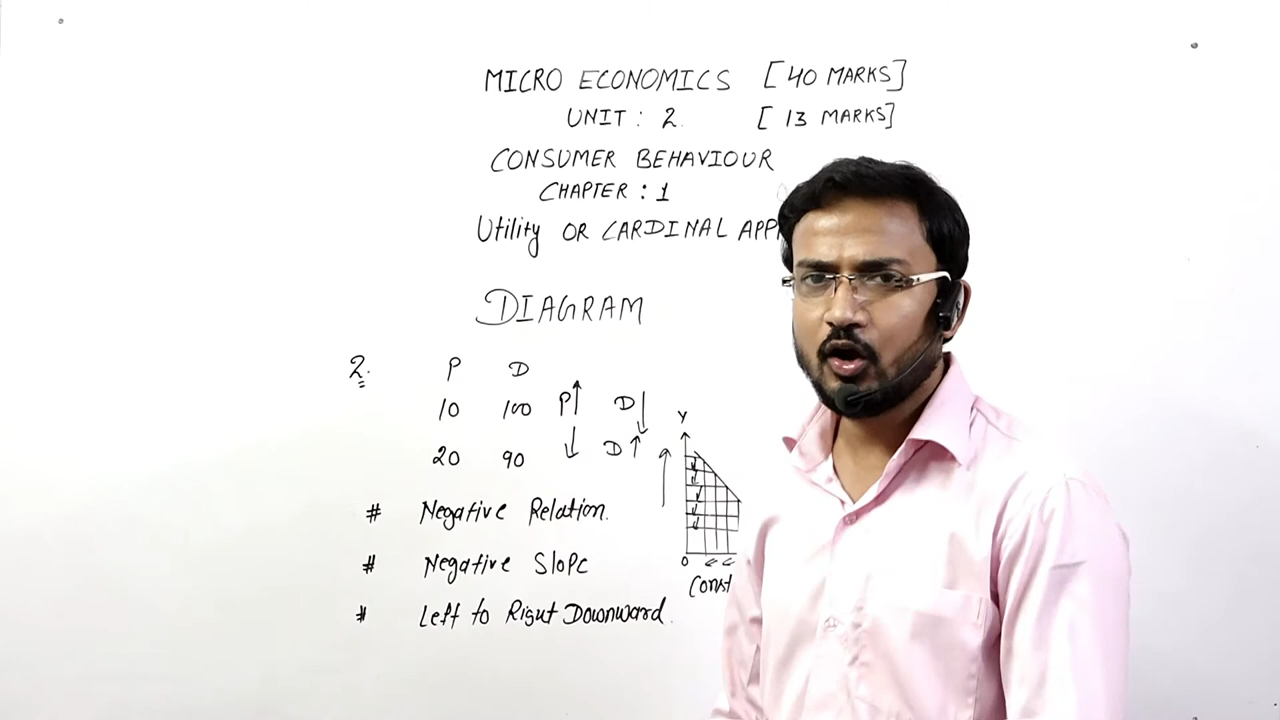 MICRO ECONOMICS [40 MARKS]
UNIT : 2. [13 MARKS]
CONSUMER BEHAVIOUR
CHAPTER : 1
Utility OR CARDINAL APP
DIAGRAM
2. P D
10 100 P↑ D↓
20 90 ↓ D↑
# Negative Relation.
# Negative Slope
# Left to Right Downward.
Y
O
Const